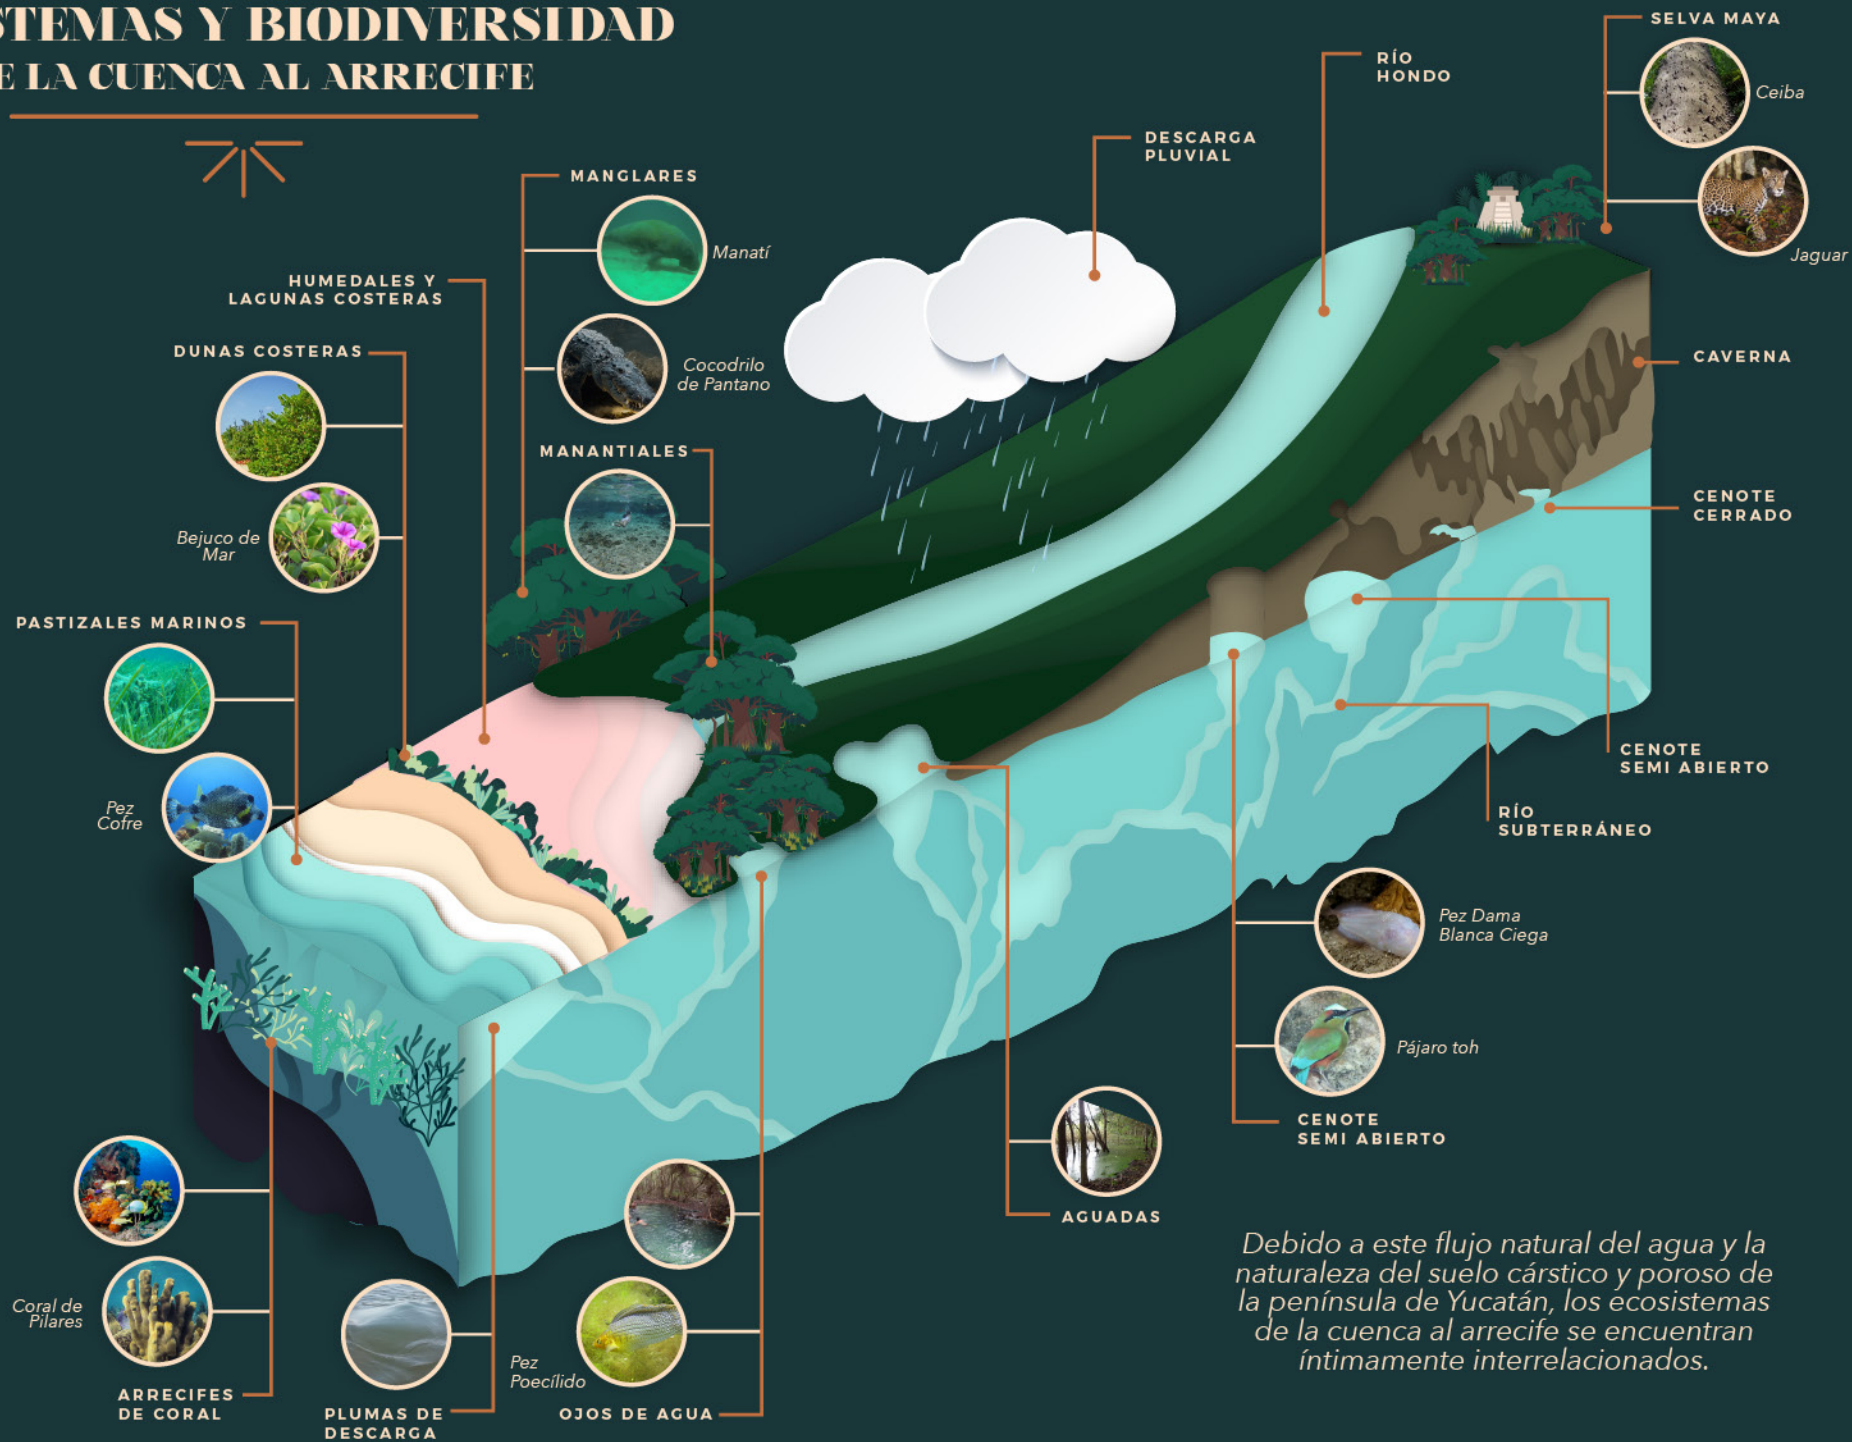 STEMAS Y BIODIVERSIDAD
E LA CUENCA AL ARRECIFE
SELVA MAYA
Ceiba
Jaguar
RÍO
HONDO
DESCARGA
PLUVIAL
MANGLARES
Manatí
Cocodrilo
de Pantano
HUMEDALES Y
LAGUNAS COSTERAS
DUNAS COSTERAS
Bejuco de
Mar
MANANTIALES
CAVERNA
CENOTE
CERRADO
PASTIZALES MARINOS
Pez
Cofre
CENOTE
SEMI ABIERTO
RÍO
SUBTERRÁNEO
Pez Dama
Blanca Ciega
Pájaro toh
CENOTE
SEMI ABIERTO
AGUADAS
Coral de
Pilares
ARRECIFES
DE CORAL
PLUMAS DE
DESCARGA
Pez
Poecílido
OJOS DE AGUA
Debido a este flujo natural del agua y la
naturaleza del suelo cárstico y poroso de
la península de Yucatán, los ecosistemas
de la cuenca al arrecife se encuentran
íntimamente interrelacionados.